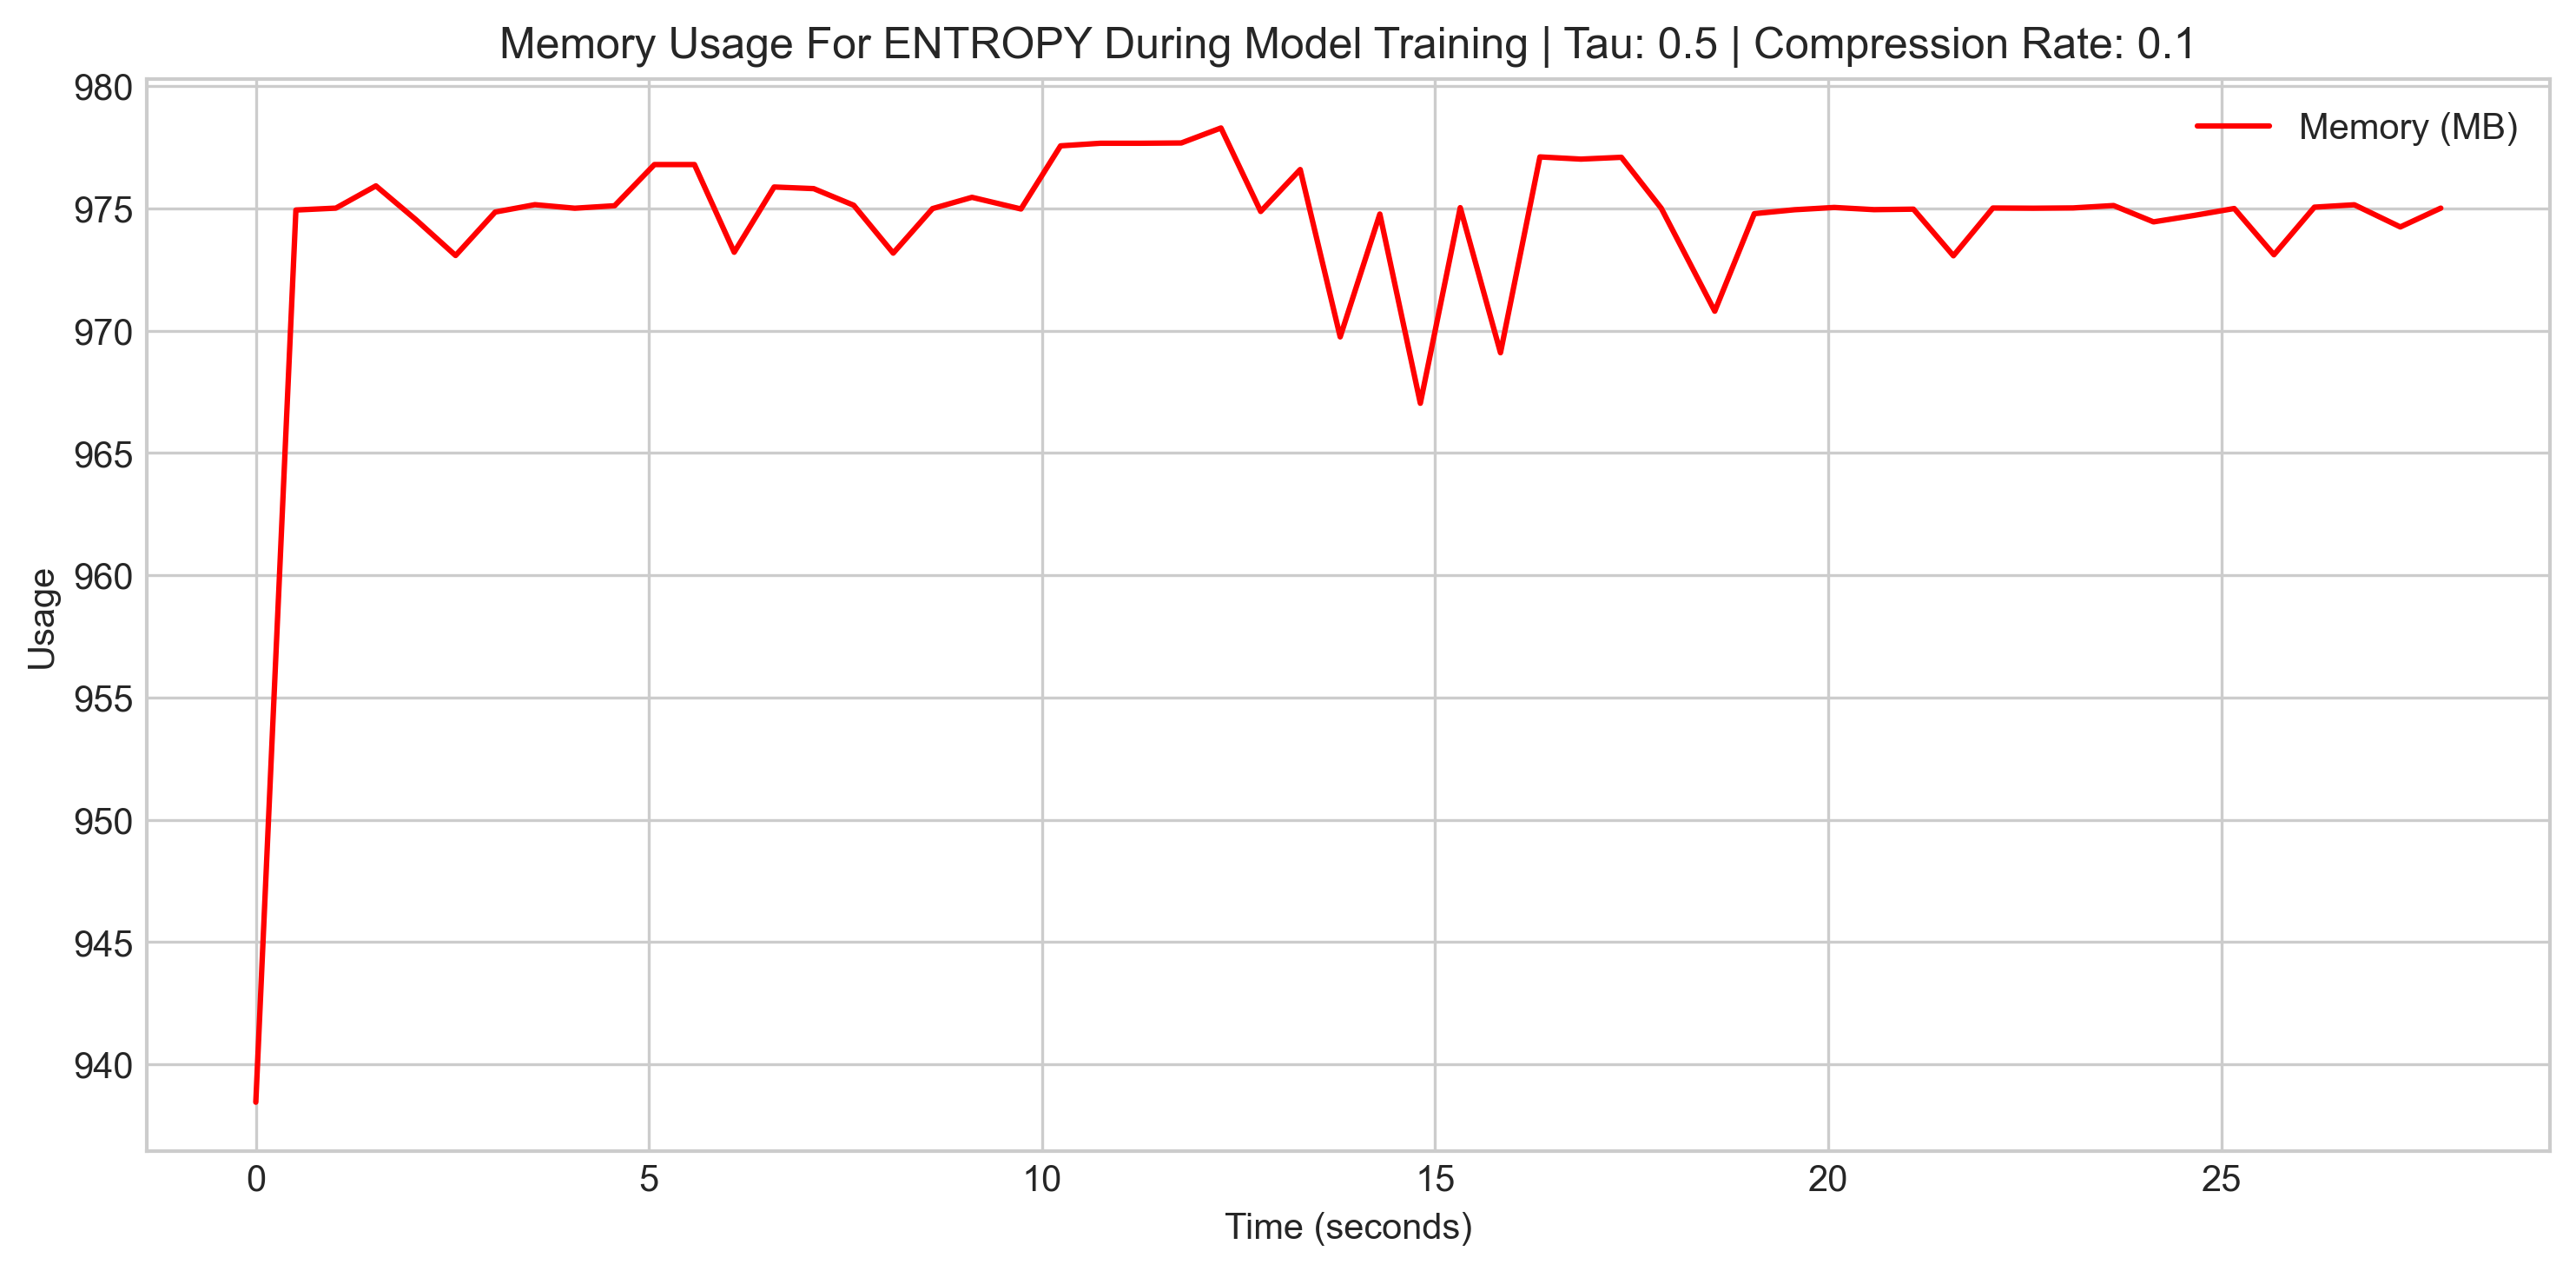 Memory Usage For ENTROPY During Model Training | Tau: 0.5 | Compression Rate: 0.1
Memory (MB)
980
975
970
965
960
955
950
945
940
Usage
0 5 10 15 20 25
Time (seconds)